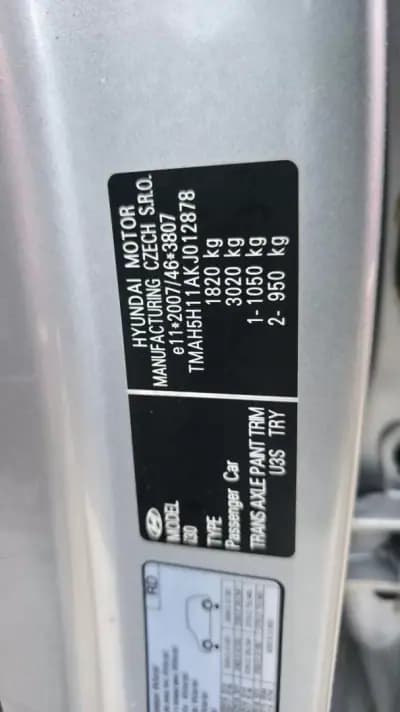 HYUNDAI MOTOR
MANUFACTURING CZECH S.R.O.
e11*2007/46*3807
TMAH5H11AKJ012878
1820 kg
3020 kg
1- 1050 kg
2- 950 kg
MODEL
I30
TYPE
Passenger Car
TRANS AXLE PAINT TRIM
U3S TRY
RD